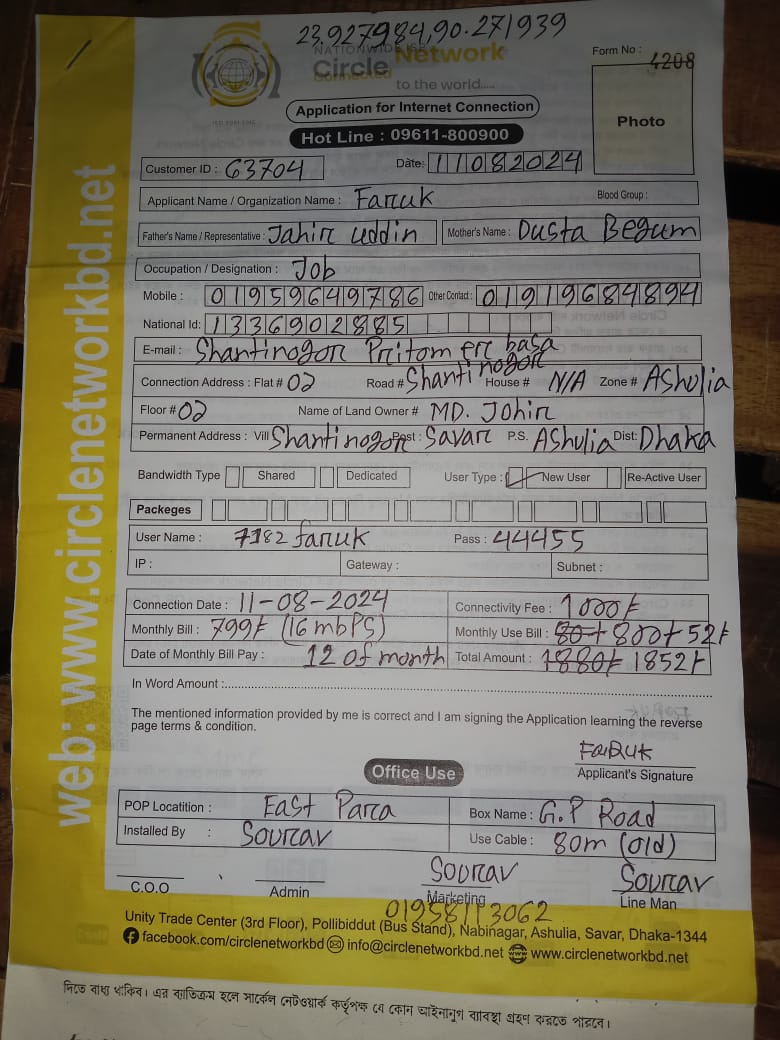 23.927984,90.271939
NATIONWIDE ISP
Circle Network
Connected
to the world.....
Form No : 4208
Photo
Application for Internet Connection
Hot Line : 09611-800900
Customer ID : 63704 Date: 11082024
Applicant Name / Organization Name : Faruk Blood Group :
Father's Name / Representative : Jahir uddin Mother's Name : Dusta Begum
Occupation / Designation : Job
Mobile : 01959649786 Other Contact : 01919684894
National Id: 1336902885
E-mail : Shantinogor Pritom er basa
Connection Address : Flat # 02 Road # Shantinogor House # N/A Zone # Ashulia
Floor # 02 Name of Land Owner # MD. Johir
Permanent Address : Vill Shantinogor Post : Savar P.S. Ashulia Dist: Dhaka
Bandwidth Type Shared Dedicated User Type : New User Re-Active User
Packeges
User Name : 7182 faruk Pass : 44455
IP : Gateway : Subnet :
Connection Date : 11-08-2024 Connectivity Fee : 1000/-
Monthly Bill : 799/- (16 mbps) Monthly Use Bill : 80+800+52/-
Date of Monthly Bill Pay : 12 of month Total Amount : 1880/- 1852/-
In Word Amount :
The mentioned information provided by me is correct and I am signing the Application learning the reverse
page terms & condition.
FaRUK
Applicant's Signature
Office Use
POP Locatition : East Para Box Name : G.P Road
Installed By : Sourav Use Cable : 80m (old)
Sourav Sourav
C.O.O Admin Marketing Line Man
01958113062
Unity Trade Center (3rd Floor), Pollibiddut (Bus Stand), Nabinagar, Ashulia, Savar, Dhaka-1344
facebook.com/circlenetworkbd info@circlenetworkbd.net www.circlenetworkbd.net
web: www.circlenetworkbd.net
দিতে বাধ্য থাকিব। এর ব্যতিক্রম হলে সার্কেল নেটওয়ার্ক কর্তৃপক্ষ যে কোন আইনানুগ ব্যবস্থা গ্রহণ করতে পারবে।